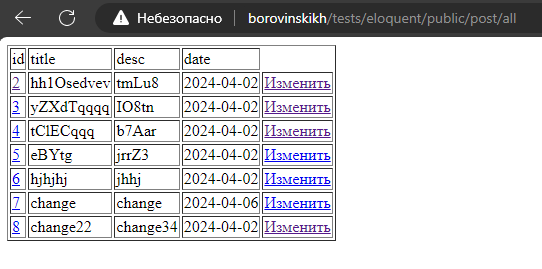 Небезопасно borovinskikh/tests/eloquent/public/post/all
id title desc date
2 hh1Osedvev tmLu8 2024-04-02 Изменить
3 yZXdTqqqq IO8tn 2024-04-02 Изменить
4 tClECqqq b7Aar 2024-04-02 Изменить
5 eBYtg jrrZ3 2024-04-02 Изменить
6 hjhjhj jhhj 2024-04-02 Изменить
7 change change 2024-04-06 Изменить
8 change22 change34 2024-04-02 Изменить